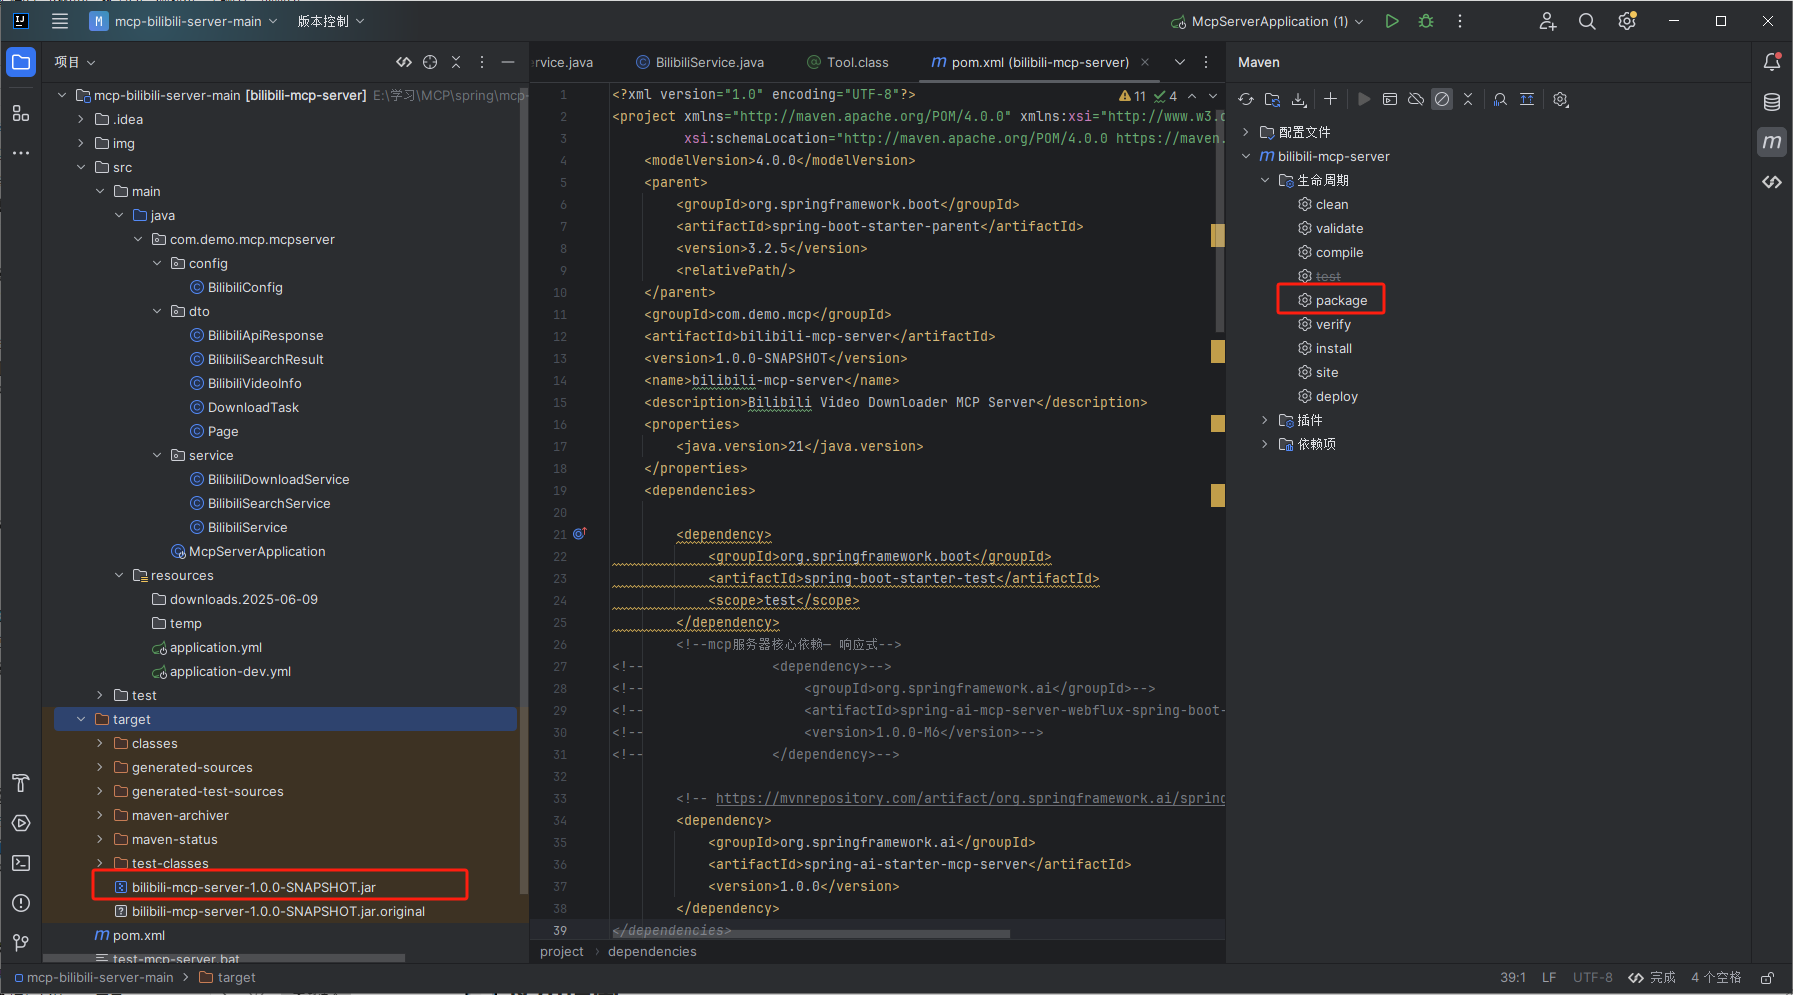 M mcp-bilibili-server-main 版本控制 McpServerApplication (1)
项目
mcp-bilibili-server-main [bilibili-mcp-server] E:\学习\MCP\spring\mcp-
.idea
img
src
main
java
com.demo.mcp.mcpserver
config
BilibiliConfig
dto
BilibiliApiResponse
BilibiliSearchResult
BilibiliVideoInfo
DownloadTask
Page
service
BilibiliDownloadService
BilibiliSearchService
BilibiliService
McpServerApplication
resources
downloads.2025-06-09
temp
application.yml
application-dev.yml
test
target
classes
generated-sources
generated-test-sources
maven-archiver
maven-status
test-classes
bilibili-mcp-server-1.0.0-SNAPSHOT.jar
bilibili-mcp-server-1.0.0-SNAPSHOT.jar.original
pom.xml
test-mcp-server.bat
rvice.java BilibiliService.java Tool.class pom.xml (bilibili-mcp-server)
11 4
1 <?xml version="1.0" encoding="UTF-8"?>
2 <project xmlns="http://maven.apache.org/POM/4.0.0" xmlns:xsi="http://www.w3.o
3 xsi:schemaLocation="http://maven.apache.org/POM/4.0.0 https://maven.
4 <modelVersion>4.0.0</modelVersion>
5 <parent>
6 <groupId>org.springframework.boot</groupId>
7 <artifactId>spring-boot-starter-parent</artifactId>
8 <version>3.2.5</version>
9 <relativePath/>
10 </parent>
11 <groupId>com.demo.mcp</groupId>
12 <artifactId>bilibili-mcp-server</artifactId>
13 <version>1.0.0-SNAPSHOT</version>
14 <name>bilibili-mcp-server</name>
15 <description>Bilibili Video Downloader MCP Server</description>
16 <properties>
17 <java.version>21</java.version>
18 </properties>
19 <dependencies>
20
21 <dependency>
22 <groupId>org.springframework.boot</groupId>
23 <artifactId>spring-boot-starter-test</artifactId>
24 <scope>test</scope>
25 </dependency>
26 <!--mcp服务器核心依赖— 响应式-->
27 <!-- <dependency>-->
28 <!-- <groupId>org.springframework.ai</groupId>-->
29 <!-- <artifactId>spring-ai-mcp-server-webflux-spring-boot-
30 <!-- <version>1.0.0-M6</version>-->
31 <!-- </dependency>-->
32
33 <!-- https://mvnrepository.com/artifact/org.springframework.ai/spring
34 <dependency>
35 <groupId>org.springframework.ai</groupId>
36 <artifactId>spring-ai-starter-mcp-server</artifactId>
37 <version>1.0.0</version>
38 </dependency>
39 </dependencies>
project dependencies
Maven
配置文件
bilibili-mcp-server
生命周期
clean
validate
compile
test
package
verify
install
site
deploy
插件
依赖项
mcp-bilibili-server-main target 39:1 LF UTF-8 完成 4 个空格